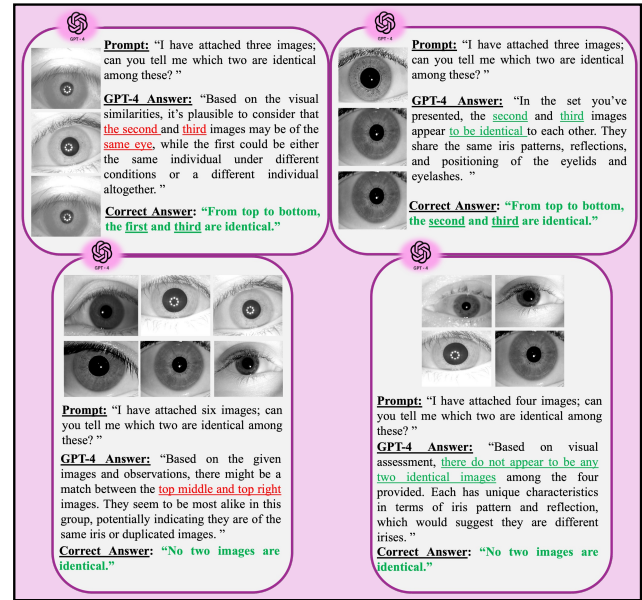 GPT-4
Prompt: “I have attached three images;
can you tell me which two are identical
among these? ”
GPT-4 Answer: “Based on the visual
similarities, it’s plausible to consider that
the second and third images may be of the
same eye, while the first could be either
the same individual under different
conditions or a different individual
altogether. ”
Correct Answer: “From top to bottom,
the first and third are identical.”
GPT-4
Prompt: “I have attached three images;
can you tell me which two are identical
among these? ”
GPT-4 Answer: “In the set you’ve
presented, the second and third images
appear to be identical to each other. They
share the same iris patterns, reflections,
and positioning of the eyelids and
eyelashes. ”
Correct Answer: “From top to bottom,
the second and third are identical.”
GPT-4
Prompt: “I have attached six images; can
you tell me which two are identical among
these? ”
GPT-4 Answer: “Based on the given
images and observations, there might be a
match between the top middle and top right
images. They seem to be most alike in this
group, potentially indicating they are of the
same iris or duplicated images. ”
Correct Answer: “No two images are
identical.”
GPT-4
Prompt: “I have attached four images; can
you tell me which two are identical among
these? ”
GPT-4 Answer: “Based on visual
assessment, there do not appear to be any
two identical images among the four
provided. Each has unique characteristics
in terms of iris pattern and reflection,
which would suggest they are different
irises. ”
Correct Answer: “No two images are
identical.”